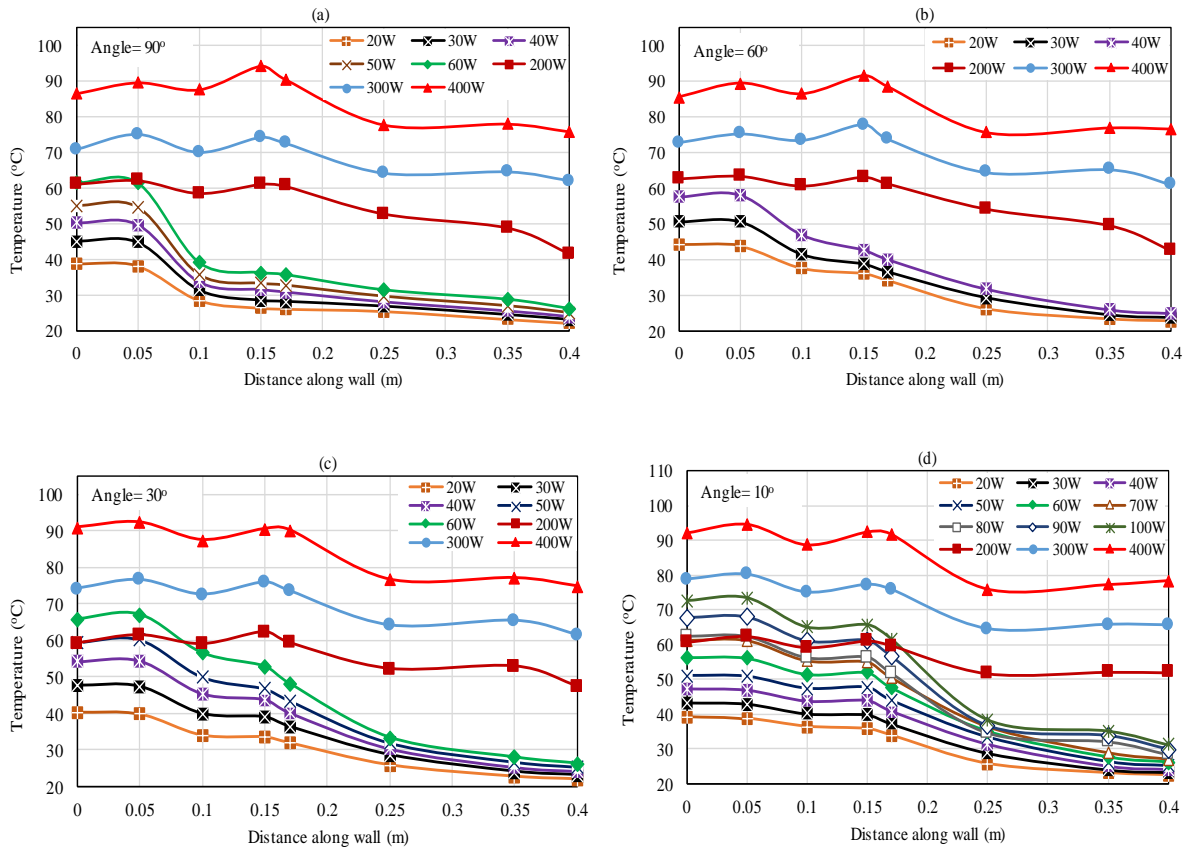 (a)
Angle= 90°
20W 30W 40W
50W 60W 200W
300W 400W
Temperature (°C)
100
90
80
70
60
50
40
30
20
0 0.05 0.1 0.15 0.2 0.25 0.3 0.35 0.4
Distance along wall (m)
(b)
Angle= 60°
20W 30W 40W
200W 300W 400W
Temperature (°C)
100
90
80
70
60
50
40
30
20
0 0.05 0.1 0.15 0.2 0.25 0.3 0.35 0.4
Distance along wall (m)
(c)
Angle= 30°
20W 30W
40W 50W
60W 200W
300W 400W
Temperature (°C)
100
90
80
70
60
50
40
30
20
0 0.05 0.1 0.15 0.2 0.25 0.3 0.35 0.4
Distance along wall (m)
(d)
Angle= 10°
20W 30W 40W
50W 60W 70W
80W 90W 100W
200W 300W 400W
Temperature (°C)
110
100
90
80
70
60
50
40
30
20
0 0.05 0.1 0.15 0.2 0.25 0.3 0.35 0.4
Distance along wall (m)